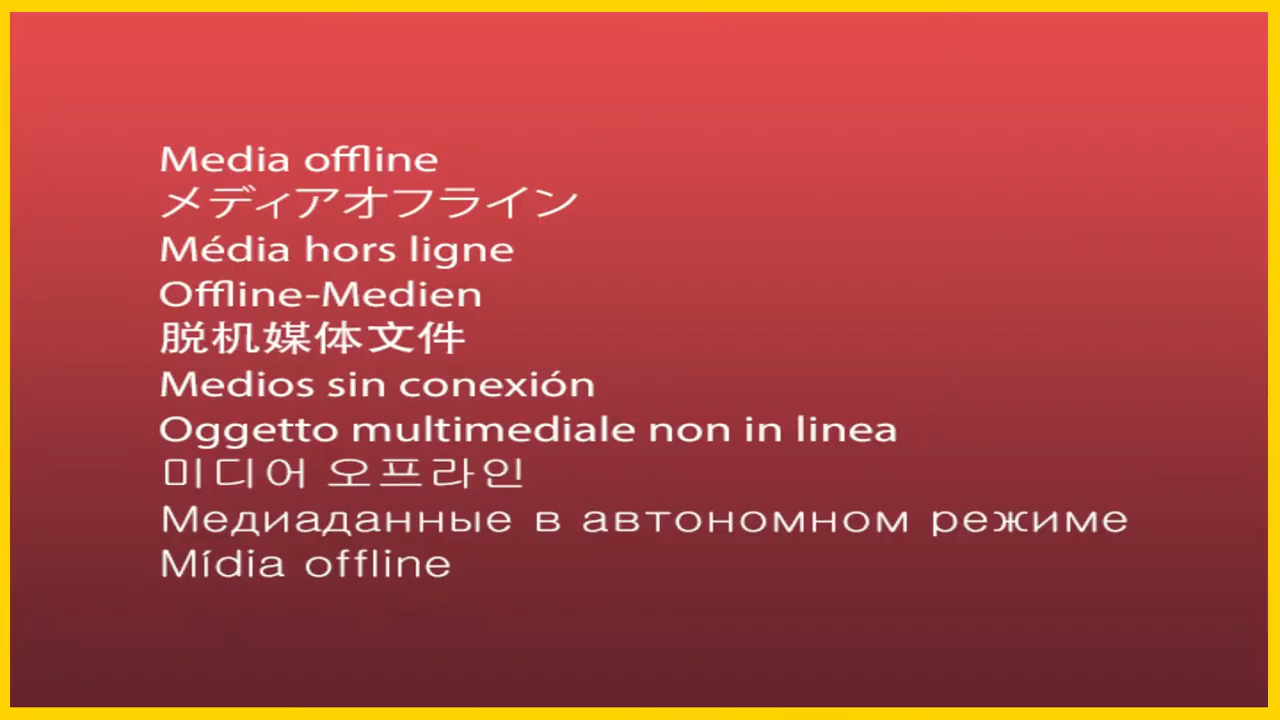 Media offline
メディアオフライン
Média hors ligne
Offline-Medien
脱机媒体文件
Medios sin conexión
Oggetto multimediale non in linea
미디어 오프라인
Медиаданные в автономном режиме
Mídia offline